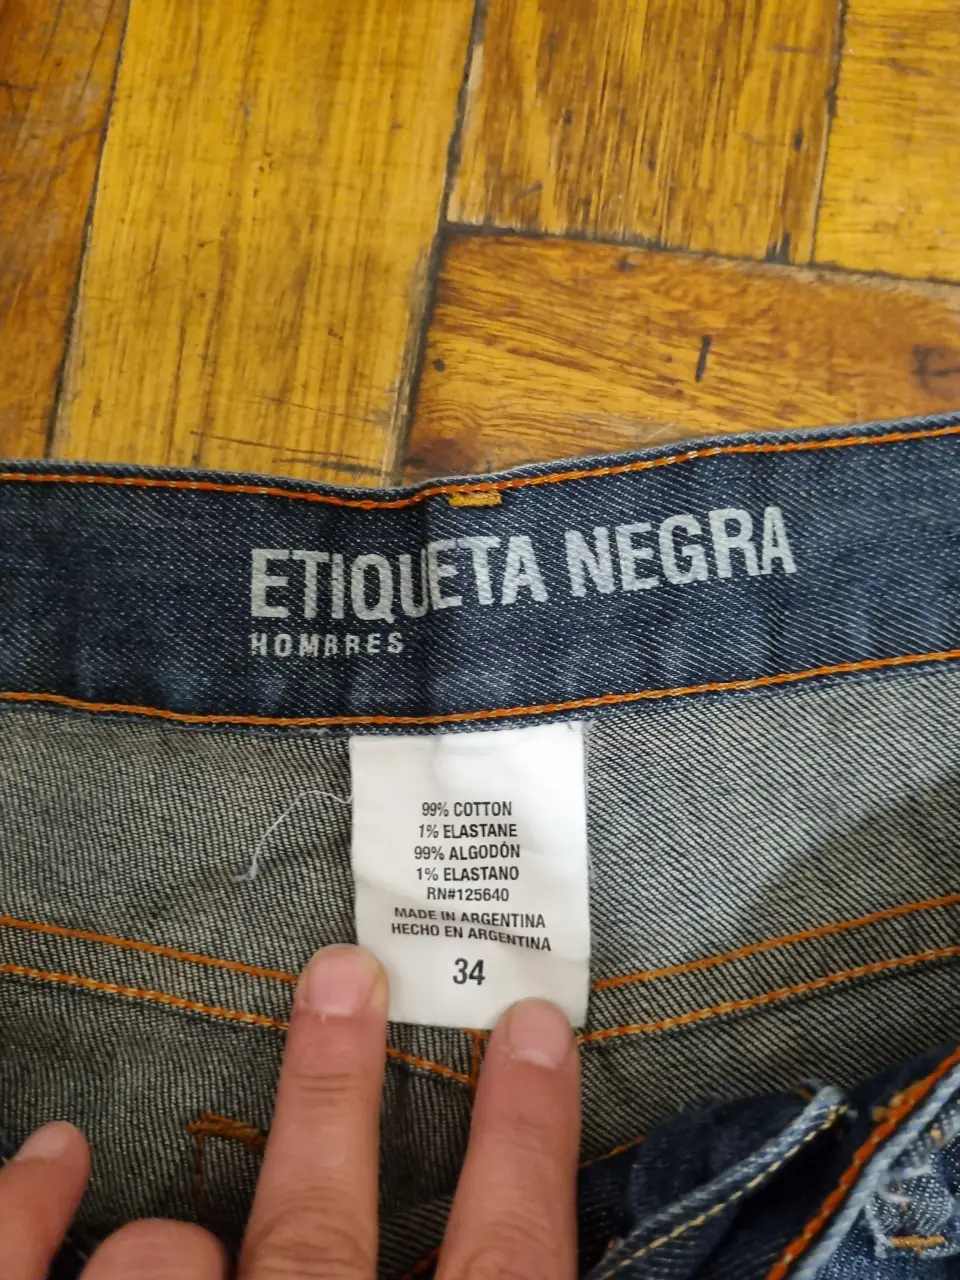 ETIQUETA NEGRA
HOMBRES
99% COTTON
1% ELASTANE
99% ALGODÓN
1% ELASTANO
RN#125640
MADE IN ARGENTINA
HECHO EN ARGENTINA
34